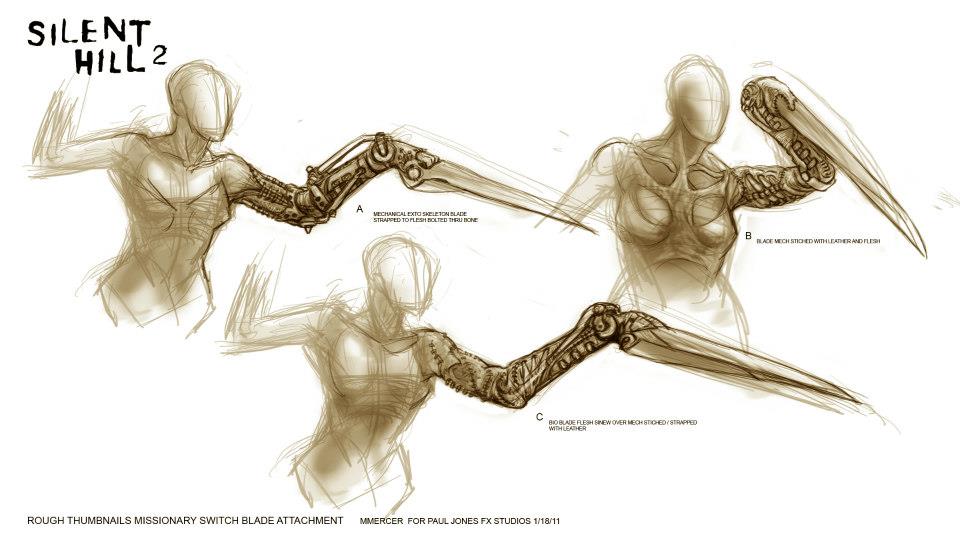 SILENT
HILL 2
A
MECHANICAL EXTO SKELETON BLADE
STRAPPED TO FLESH BOLTED THRU BONE
B
BLADE MECH STICHED WITH LEATHER AND FLESH
C
BIO BLADE FLESH SINEW OVER MECH STICHED / STRAPPED
WITH LEATHER
ROUGH THUMBNAILS MISSIONARY SWITCH BLADE ATTACHMENT MMERCER FOR PAUL JONES FX STUDIOS 1/18/11